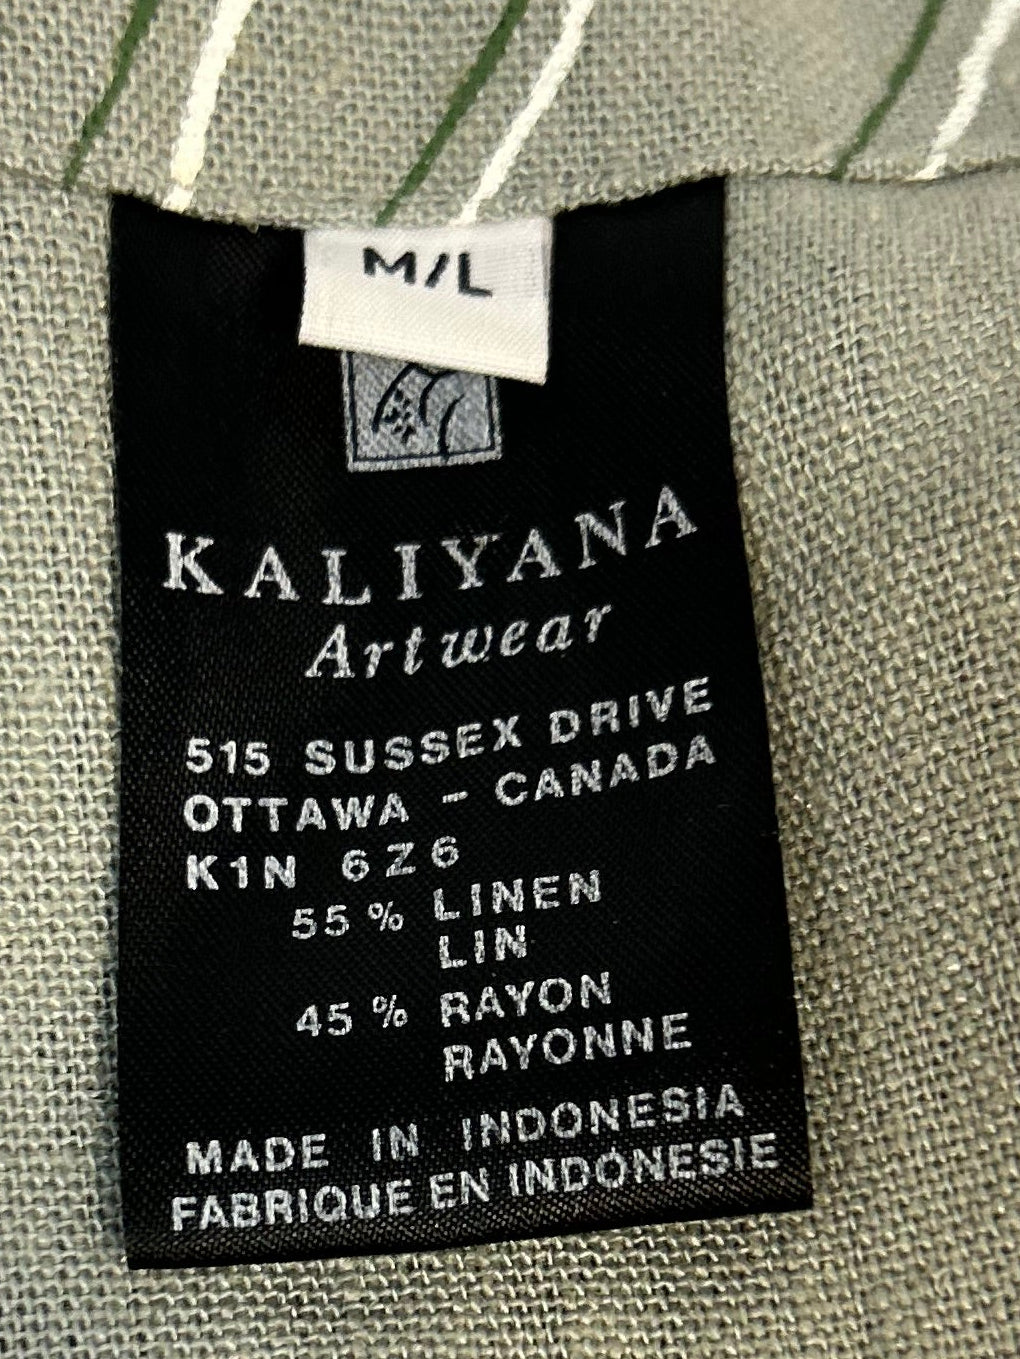 M/L
KALIYANA
Artwear
515 SUSSEX DRIVE
OTTAWA - CANADA
K1N 6Z6
55% LINEN
LIN
45% RAYON
RAYONNE
MADE IN INDONESIA
FABRIQUE EN INDONÉSIE